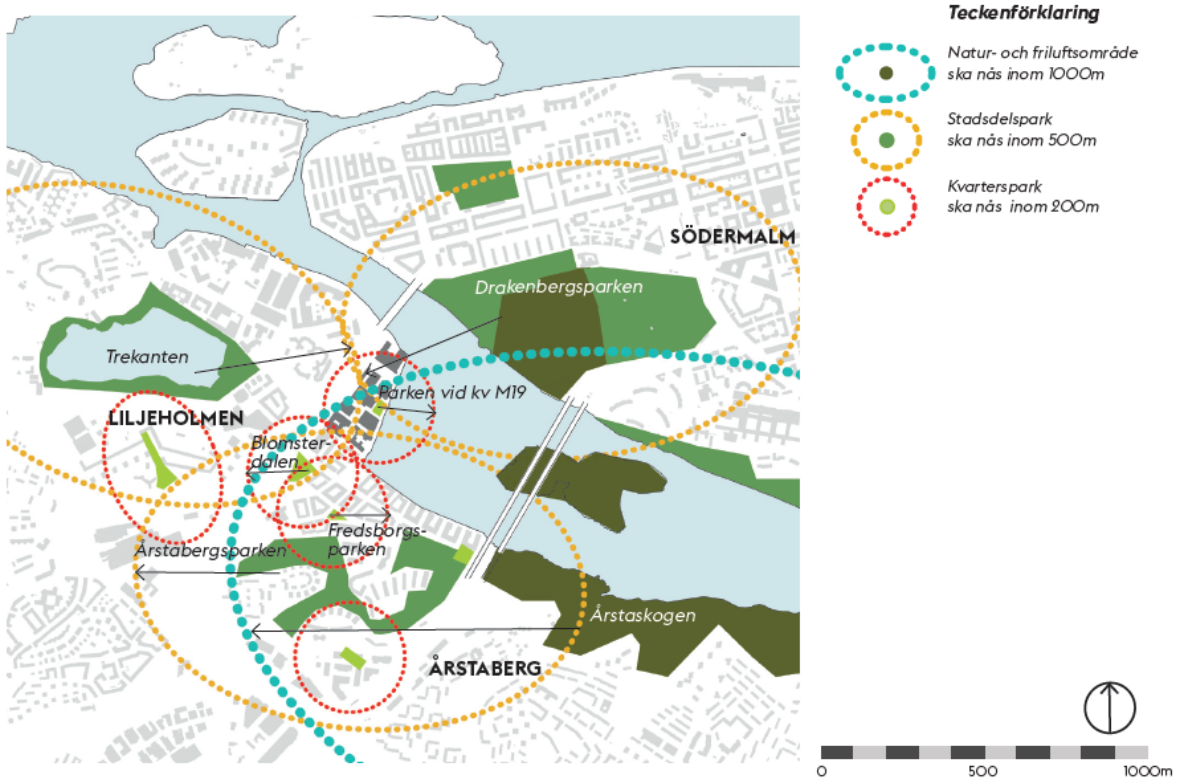 Teckenförklaring
Natur- och friluftsområde
ska nås inom 1000m
Stadsdelspark
ska nås inom 500m
Kvarterspark
ska nås inom 200m
SÖDERMALM
Drakenbergsparken
Trekanten
Parken vid kv M19
LILJEHOLMEN
Blomster-
dalen
Fredsborgs-
parken
Årstabergsparken
Årstaskogen
ÅRSTABERG
0 500 1000m